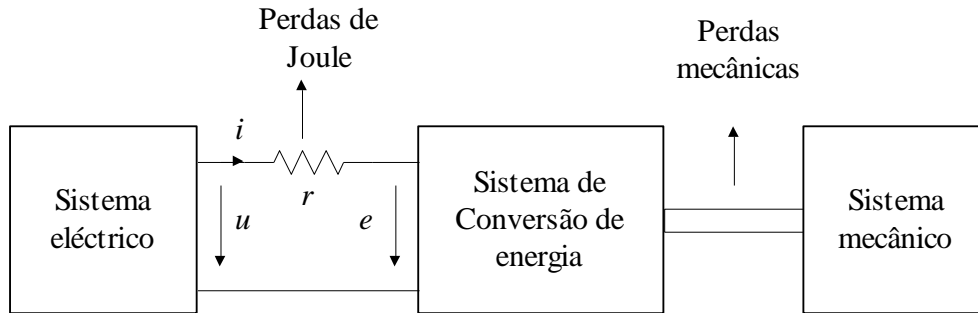 Perdas de
Joule
Perdas
mecânicas
i
r
u
e
Sistema
eléctrico
Sistema de
Conversão de
energia
Sistema
mecânico